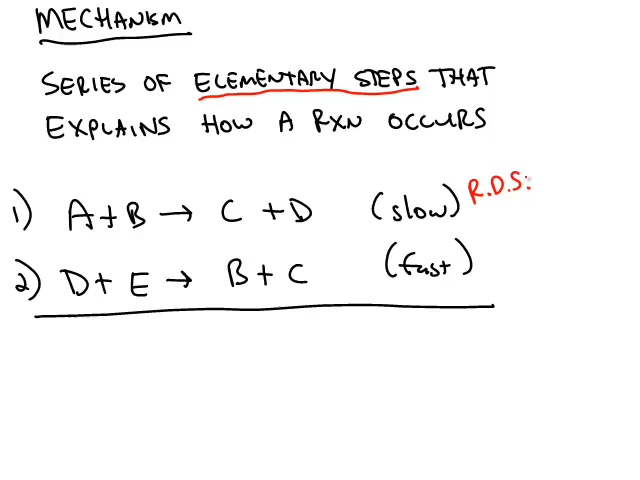 MECHANISM
SERIES OF ELEMENTARY STEPS THAT
EXPLAINS HOW A RXN OCCURS
1) A + B → C + D (slow) R.D.S.
2) D + E → B + C (fast)